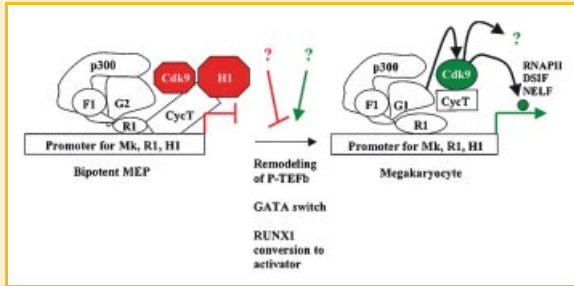 p300
Cdk9
H1
F1
G2
R1
CycT
Promoter for Mk, R1, H1
Bipotent MEP
?
?
Remodeling
of P-TEFb
GATA switch
RUNX1
conversion to
activator
p300
Cdk9
F1
G1
CycT
R1
?
RNAPII
DSIF
NELF
Promoter for Mk, R1, H1
Megakaryocyte